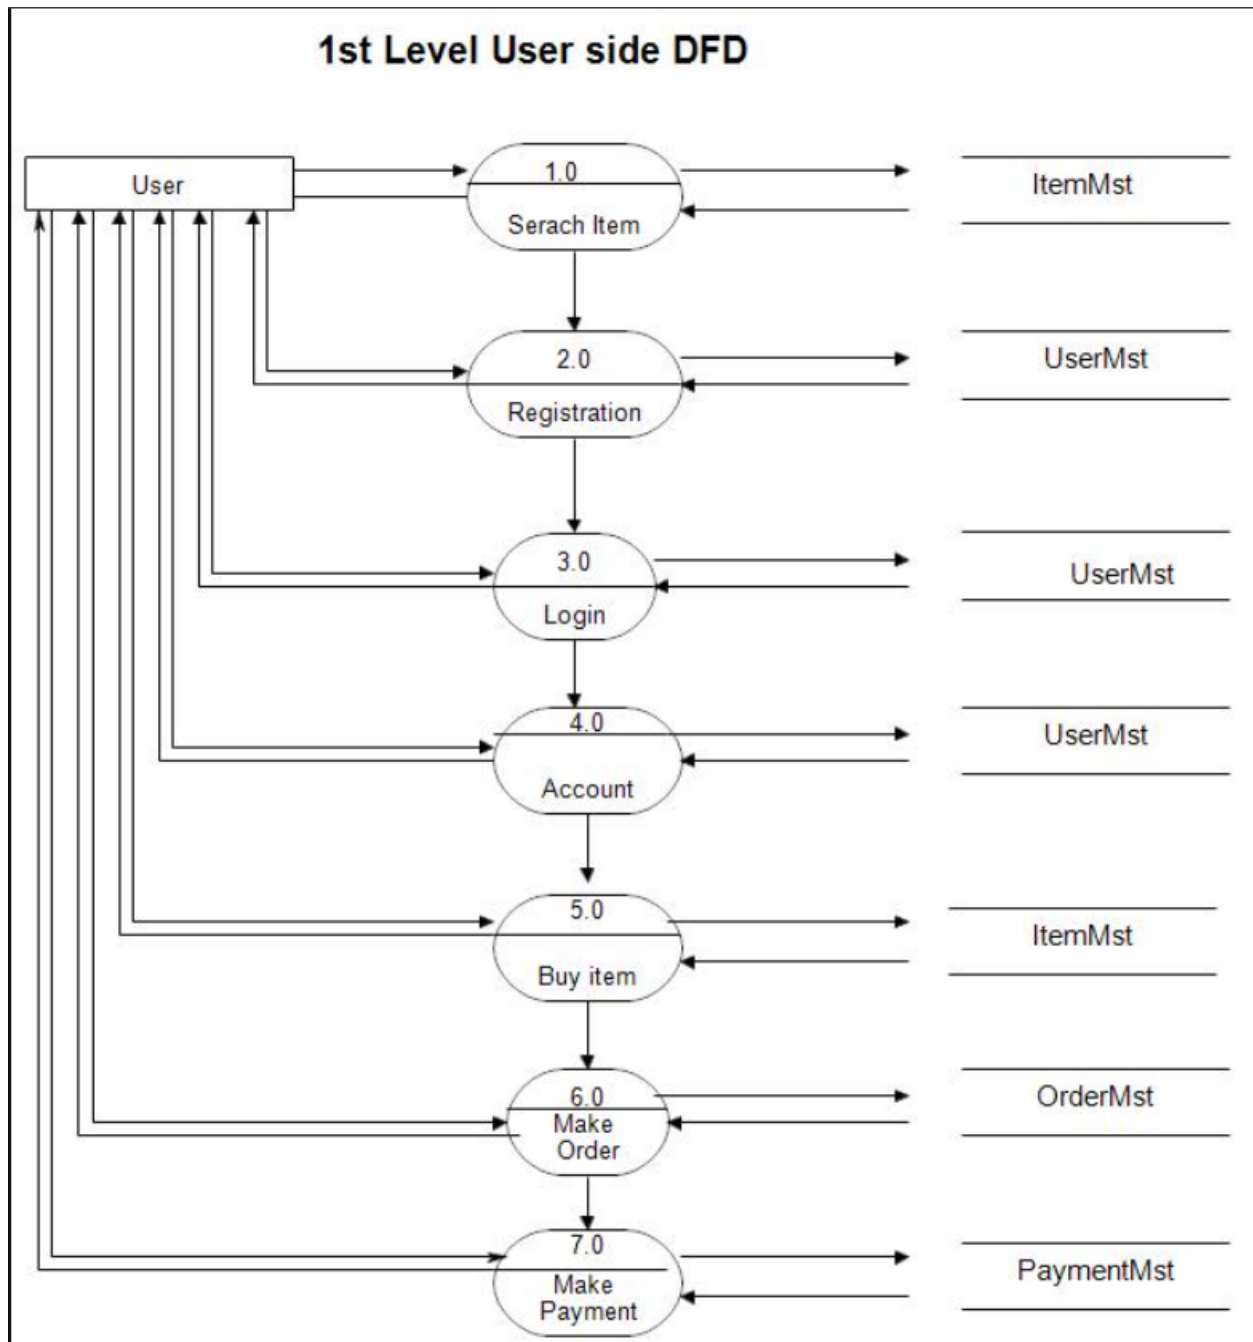 1st Level User side DFD
User
1.0
Serach Item
ItemMst
2.0
Registration
UserMst
3.0
Login
UserMst
4.0
Account
UserMst
5.0
Buy item
ItemMst
6.0
Make
Order
OrderMst
7.0
Make
Payment
PaymentMst